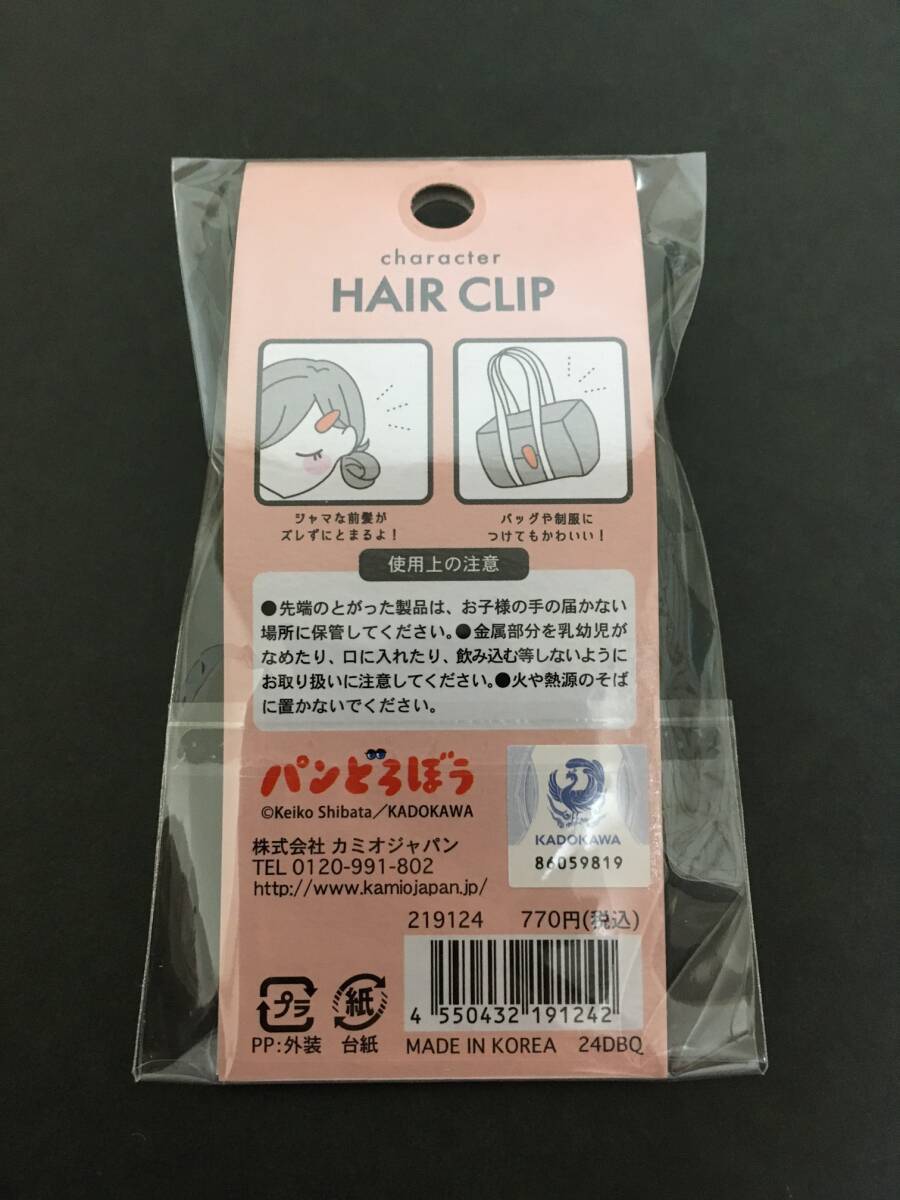 character
HAIR CLIP
ジャマな前髪が
ズレずにとまるよ！
バッグや制服に
つけてもかわいい！
使用上の注意
●先端のとがった製品は、お子様の手の届かない
場所に保管してください。●金属部分を乳幼児が
なめたり、口に入れたり、飲み込む等しないように
お取り扱いに注意してください。●火や熱源のそば
に置かないでください。
パンどろぼう
©Keiko Shibata／KADOKAWA
KADOKAWA
86059819
株式会社 カミオジャパン
TEL 0120-991-802
http://www.kamiojapan.jp/
219124 770円(税込)
4 550432 191242
プラ
紙
PP:外装
台紙
MADE IN KOREA 24DBQ